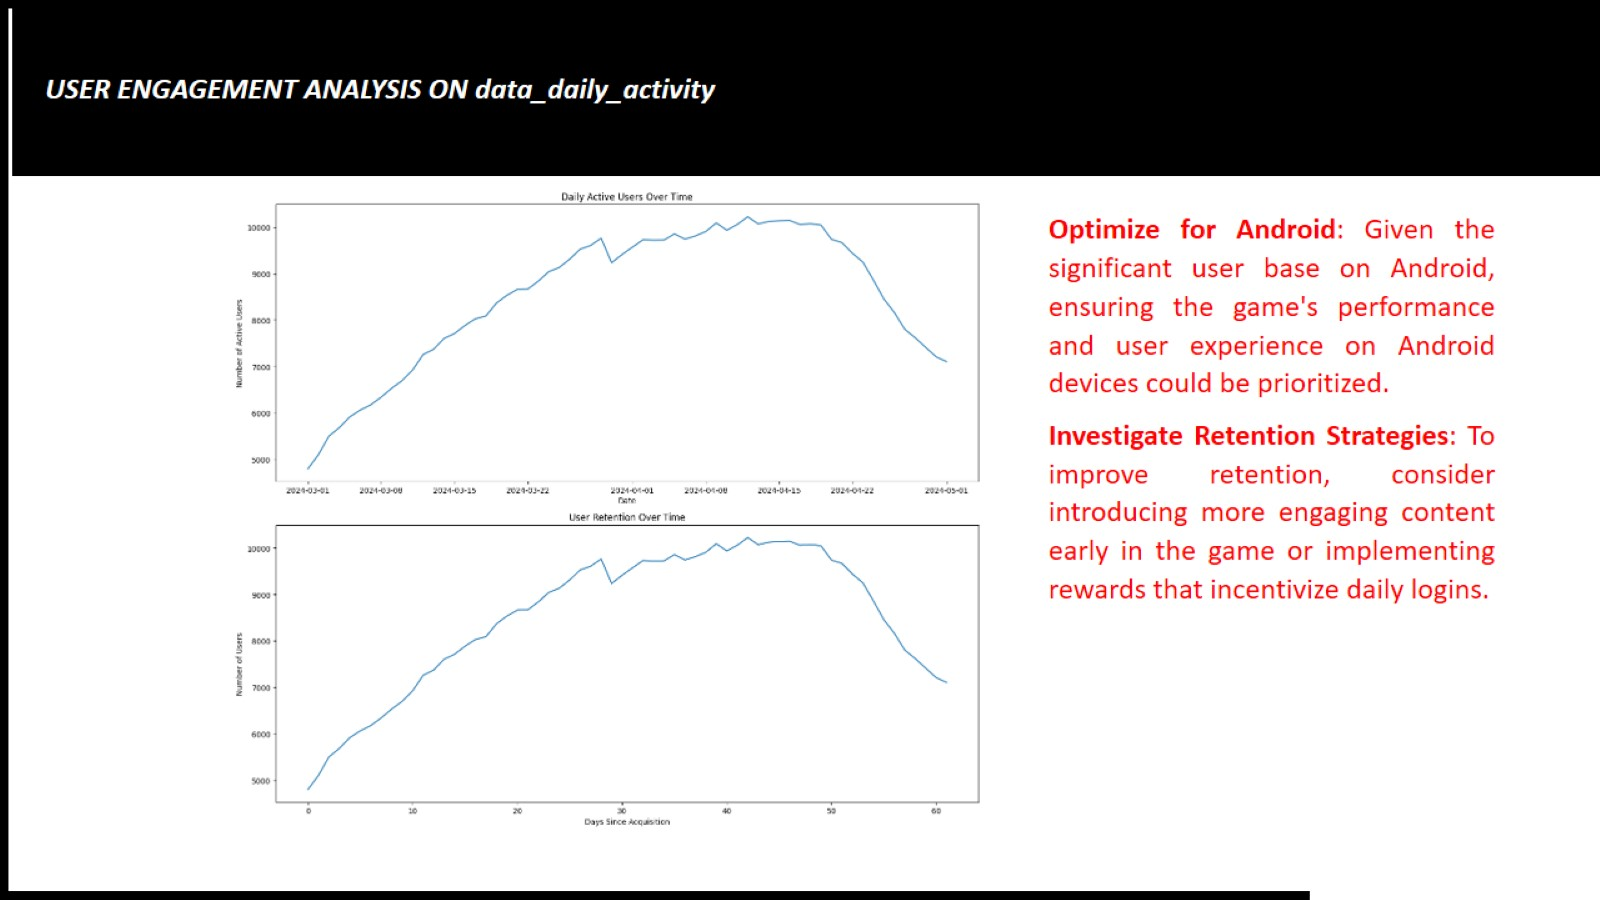 USER ENGAGEMENT ANALYSIS ON data_daily_activity
Daily Active Users Over Time
10000
9000
8000
7000
6000
5000
Number of Active Users
2024-03-01 2024-03-08 2024-03-15 2024-03-22 2024-04-01 2024-04-08 2024-04-15 2024-04-22 2024-05-01
Date
User Retention Over Time
10000
9000
8000
7000
6000
5000
Number of Users
0 10 20 30 40 50 60
Days Since Acquisition
Optimize for Android: Given the
significant user base on Android,
ensuring the game's performance
and user experience on Android
devices could be prioritized.
Investigate Retention Strategies: To
improve retention, consider
introducing more engaging content
early in the game or implementing
rewards that incentivize daily logins.